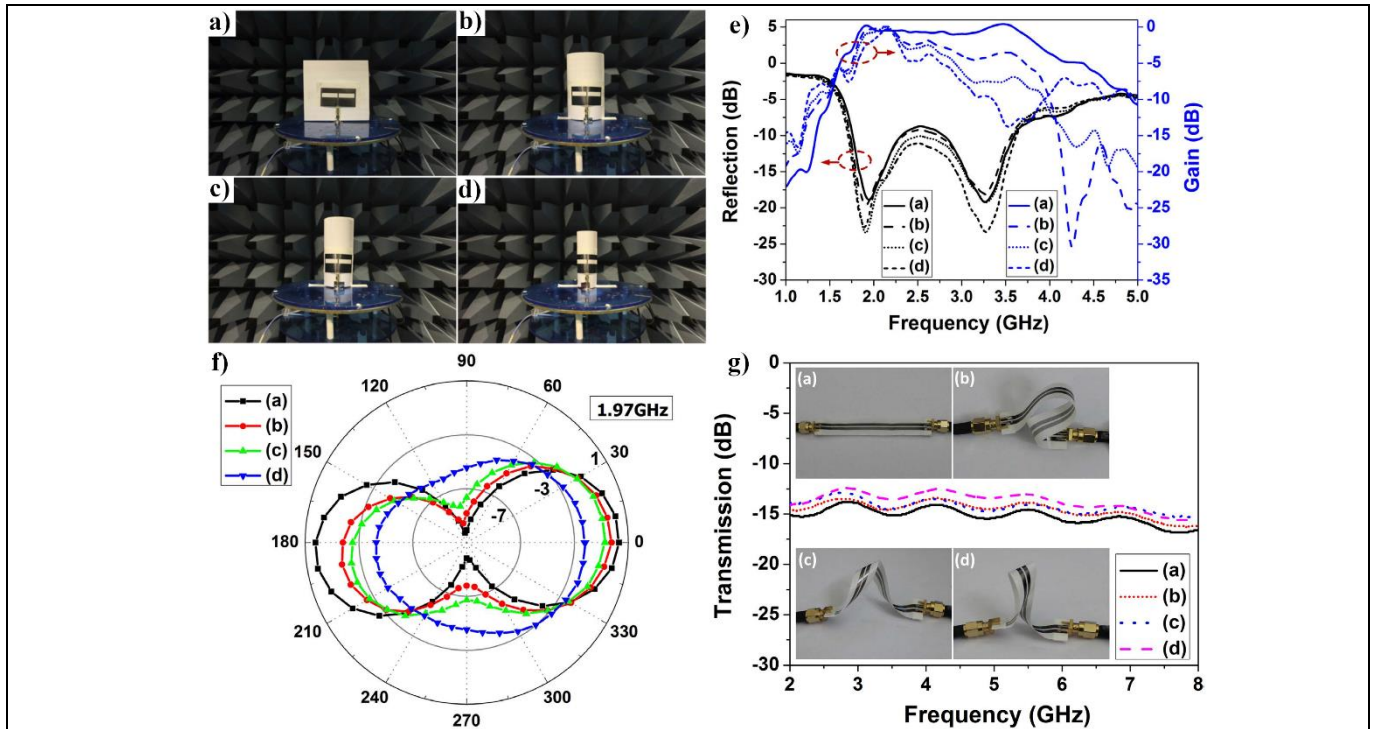 a)
b)
c)
d)
e)
5
0
-5
-10
-15
-20
-25
-30
Reflection (dB)
0
-5
-10
-15
-20
-25
-30
-35
Gain (dB)
(a)
(b)
(c)
(d)
(a)
(b)
(c)
(d)
1.0 1.5 2.0 2.5 3.0 3.5 4.0 4.5 5.0
Frequency (GHz)
f)
(a)
(b)
(c)
(d)
1.97GHz
90
120 60
150 30
1
-3
-7
180 0
210 330
240 300
270
g)
0
-5
-10
-15
-20
-25
-30
Transmission (dB)
(a)
(b)
(c)
(d)
(a)
(b)
(c)
(d)
2 3 4 5 6 7 8
Frequency (GHz)